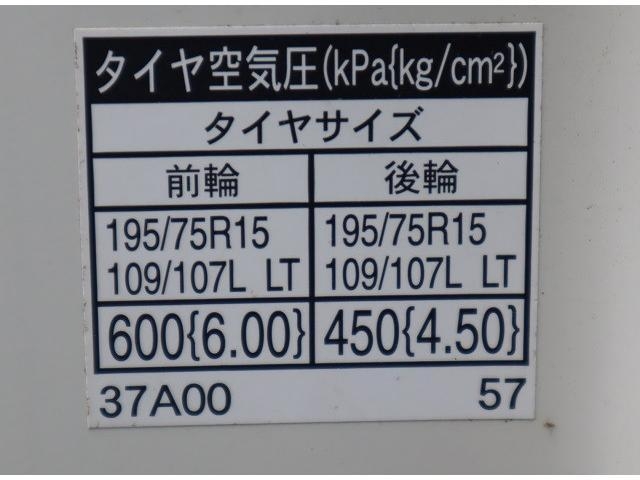 タイヤ空気圧(kPa{kg/cm²})
タイヤサイズ
前輪 後輪
195/75R15 195/75R15
109/107L LT 109/107L LT
600{6.00} 450{4.50}
37A00 57